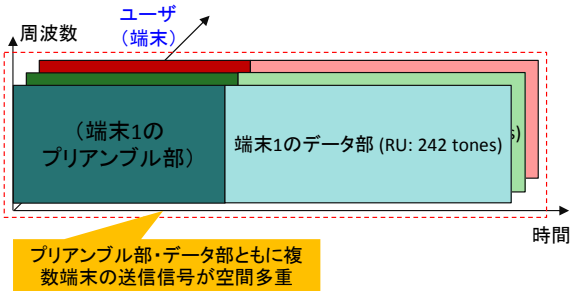 ユーザ
（端末）
周波数
（端末1の
プリアンブル部）
端末1のデータ部 (RU: 242 tones)
時間
プリアンブル部・データ部ともに複
数端末の送信信号が空間多重